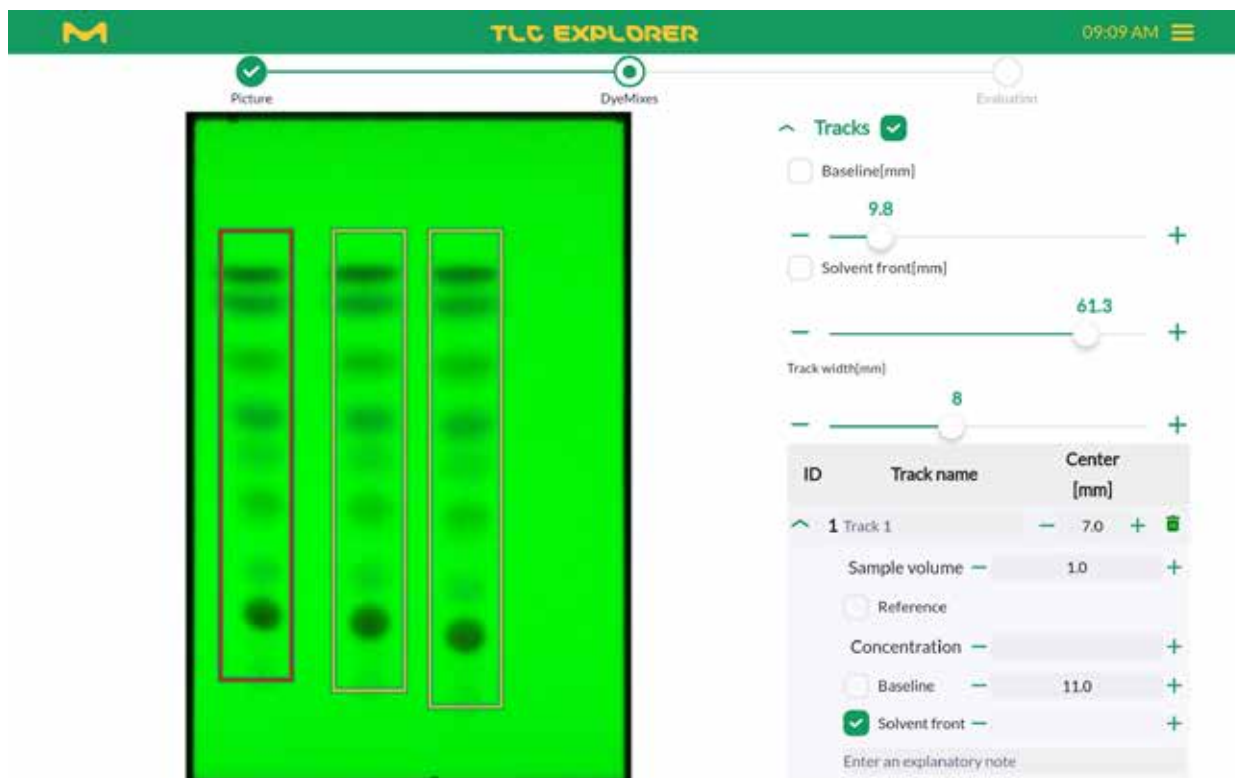 TLC EXPLORER
09:09 AM
Picture
DyeMixes
Evaluation
Tracks
Baseline[mm]
9.8
Solvent front[mm]
61.3
Track width[mm]
8
ID Track name Center [mm]
1 Track 1 − 7.0 +
Sample volume − 1.0 +
Reference
Concentration − +
Baseline − 11.0 +
Solvent front − +
Enter an explanatory note